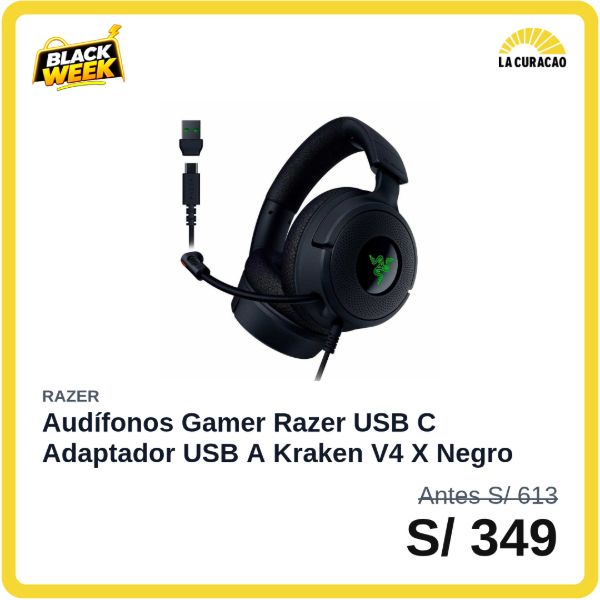 BLACK
WEEK
LA CURACAO
RAZER
Audífonos Gamer Razer USB C
Adaptador USB A Kraken V4 X Negro
Antes S/ 613
S/ 349